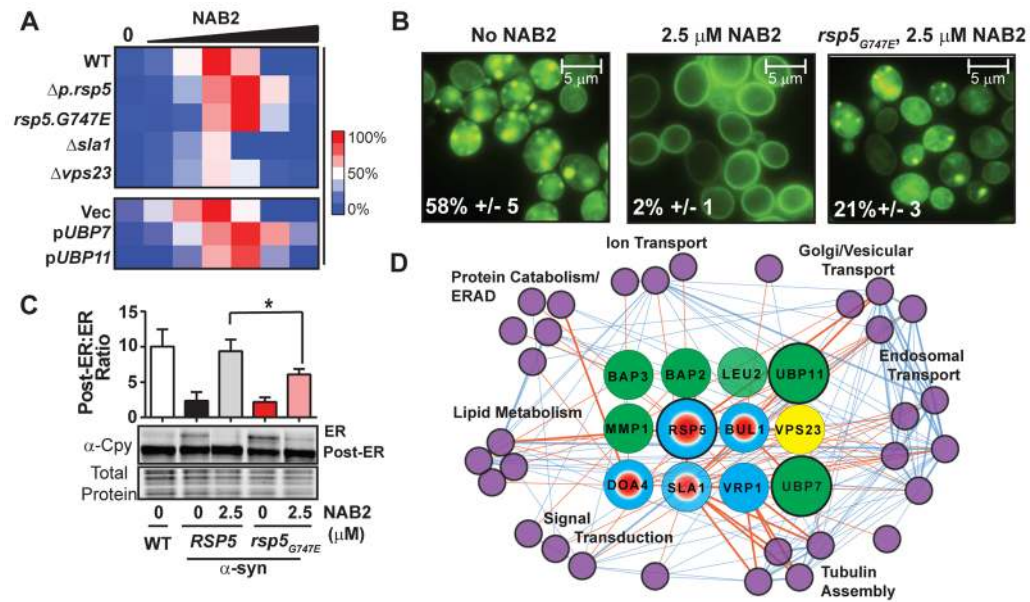 A
NAB2
0
WT
Δp.rsp5
rsp5.G747E
Δsla1
Δvps23
Vec
pUBP7
pUBP11
100%
50%
0%
B
No NAB2
2.5 μM NAB2
rsp5G747E, 2.5 μM NAB2
5 μm
5 μm
5 μm
58% +/- 5
2% +/- 1
21%+/- 3
C
Post-ER:ER
Ratio
15
10
5
0
*
α-Cpy
ER
Post-ER
Total
Protein
0 0 2.5 0 2.5 NAB2
(μM)
WT RSP5 rsp5G747E
α-syn
D
Ion Transport
Golgi/Vesicular
Transport
Protein Catabolism/
ERAD
Endosomal
Transport
Lipid Metabolism
BAP3 BAP2 LEU2 UBP11
MMP1 RSP5 BUL1 VPS23
DOA4 SLA1 VRP1 UBP7
Signal
Transduction
Tubulin
Assembly